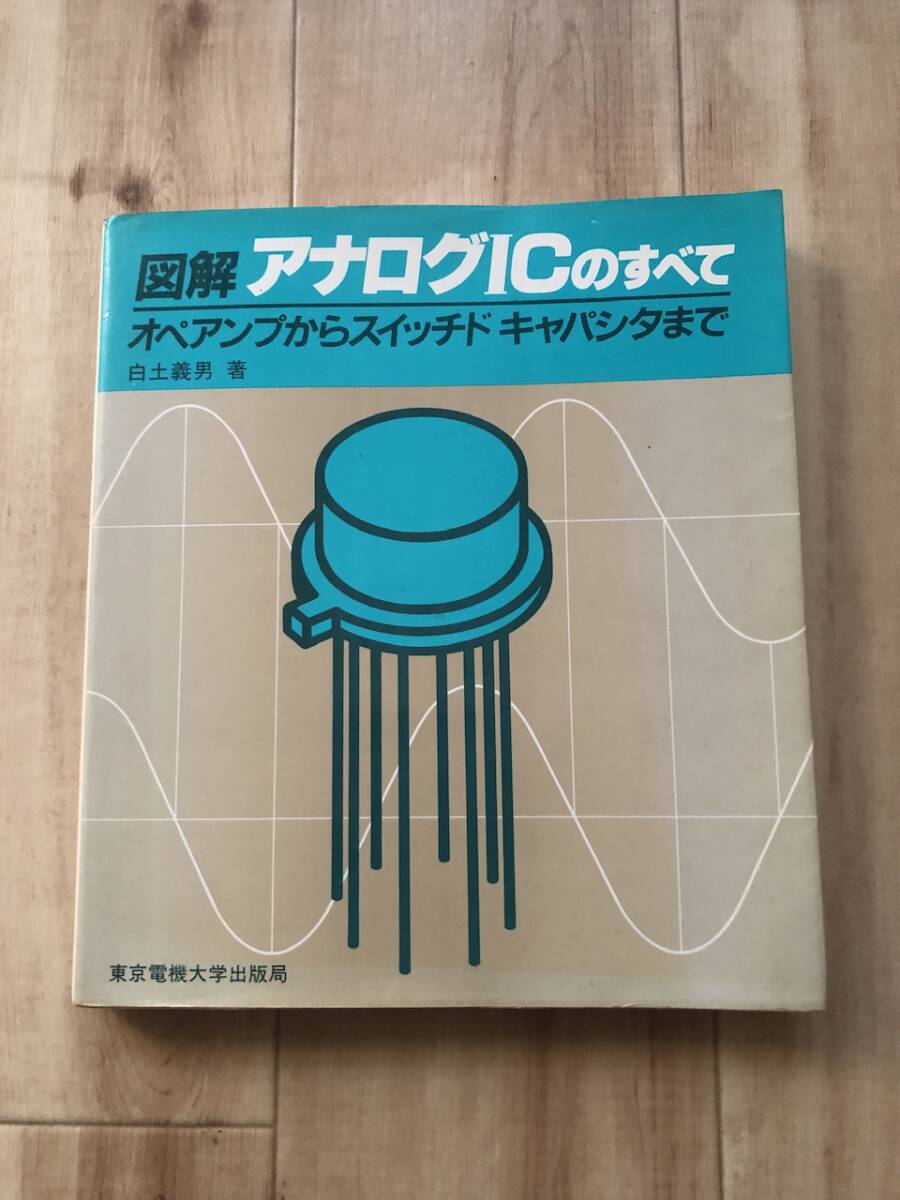 図解 アナログICのすべて
オペアンプからスイッチド キャパシタまで
白土義男 著
東京電機大学出版局